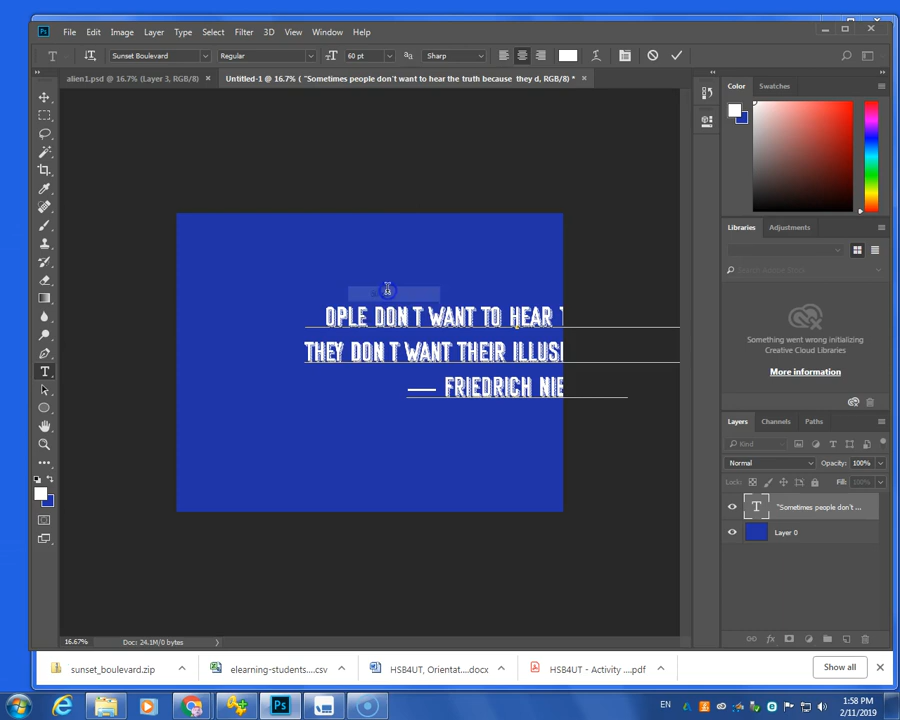 Ps File Edit Image Layer Type Select Filter 3D View Window Help
T Sunset Boulevard Regular 60 pt Sharp
alien1.psd @ 16.7% (Layer 3, RGB/8) × Untitled-1 @ 16.7% ( "Sometimes people don't want to hear the truth because they d, RGB/8) * ×
Color Swatches
Libraries Adjustments
Something went wrong initializing
Creative Cloud Libraries
More information
OPLE DON T WANT TO HEAR T
THEY DON T WANT THEIR ILLUSI
— FRIEDRICH NIE
Layers Channels Paths
Kind
Normal Opacity: 100%
Lock: Fill: 100%
T "Sometimes people don't ...
Layer 0
16.67% Doc: 24.1M/0 bytes
sunset_boulevard.zip elearning-students....csv HSB4UT, Orientat....docx HSB4UT - Activity ....pdf Show all
EN 1:58 PM
2/11/2019